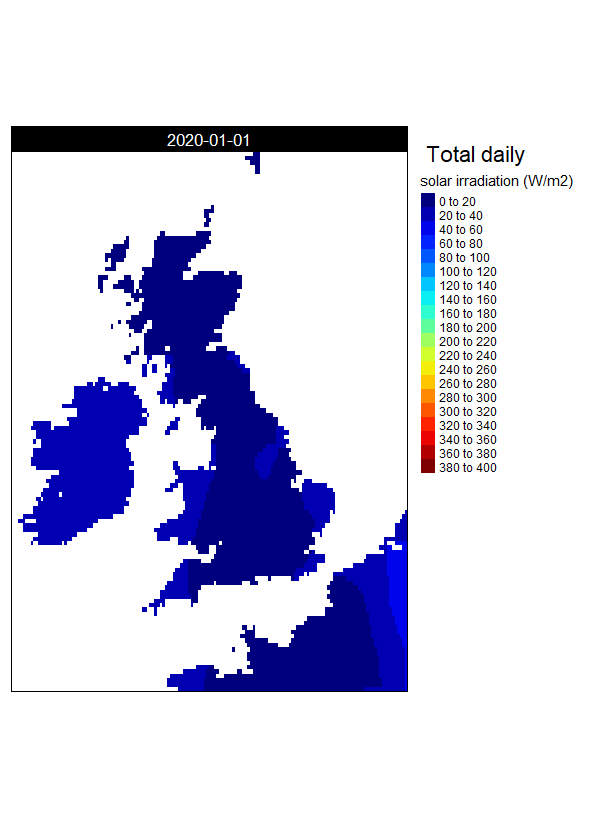 2020-01-01
Total daily
solar irradiation (W/m2)
0 to 20
20 to 40
40 to 60
60 to 80
80 to 100
100 to 120
120 to 140
140 to 160
160 to 180
180 to 200
200 to 220
220 to 240
240 to 260
260 to 280
280 to 300
300 to 320
320 to 340
340 to 360
360 to 380
380 to 400